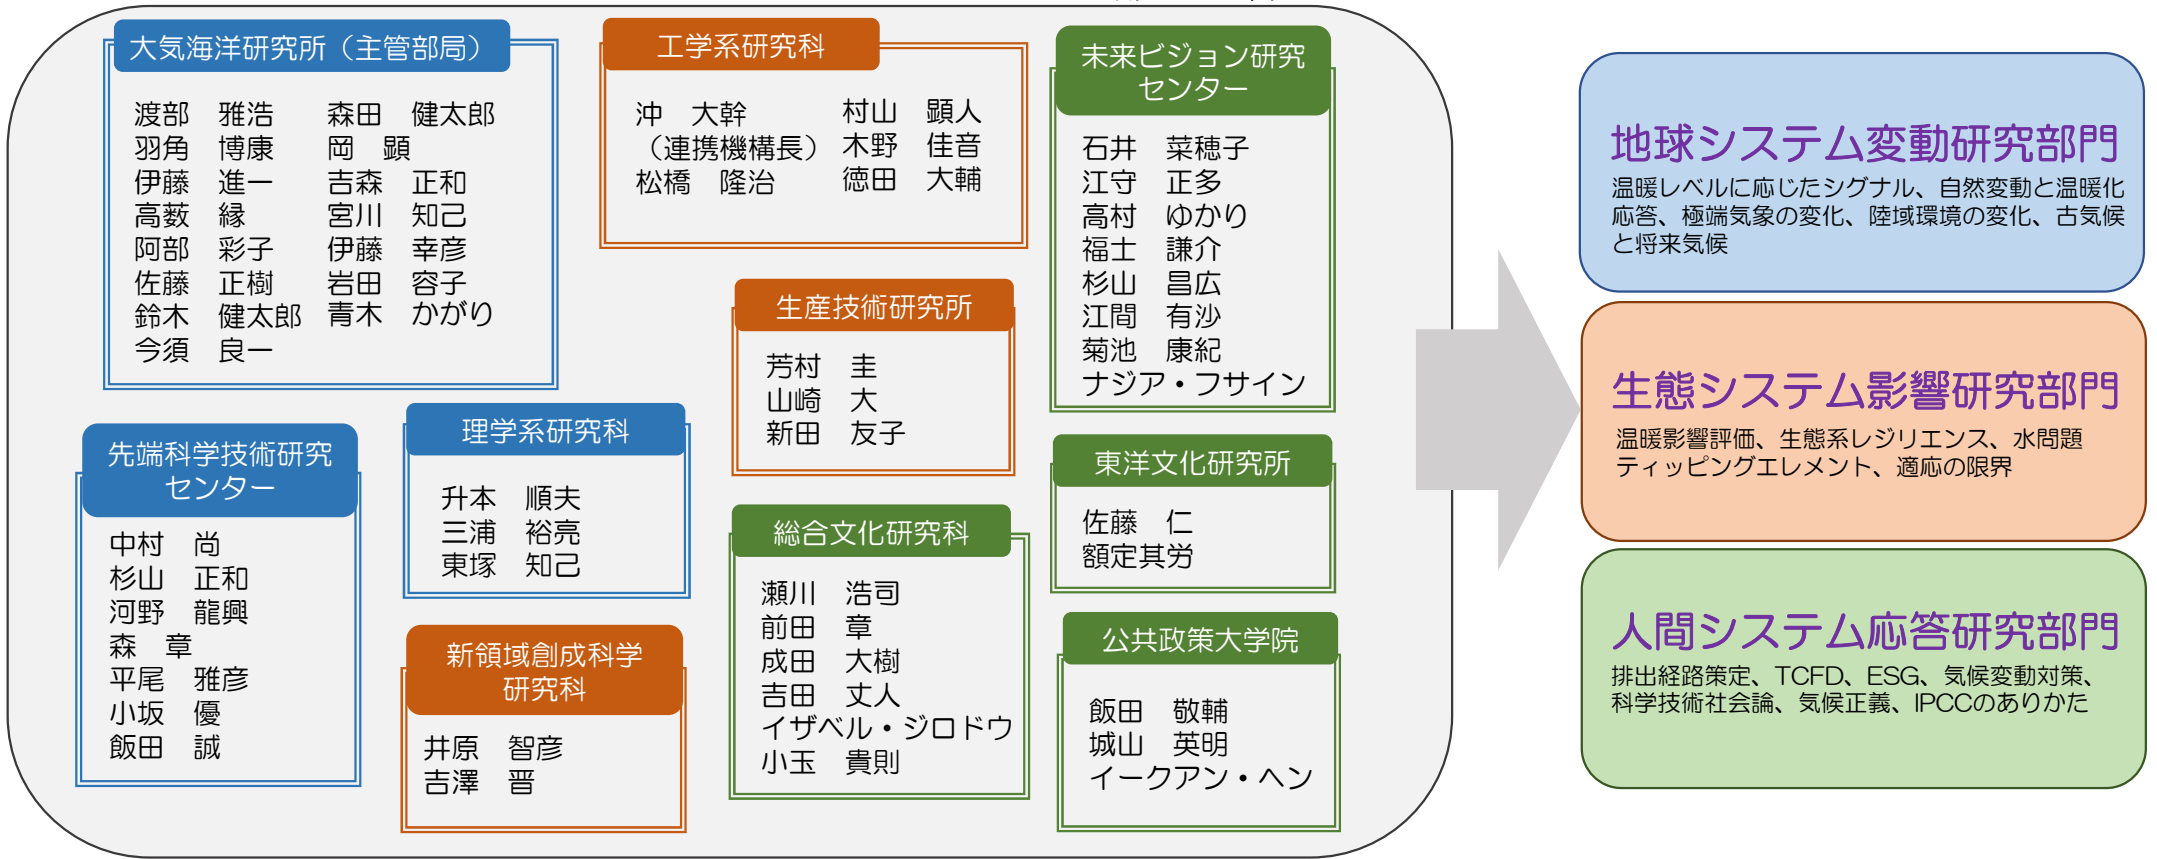 大気海洋研究所（主管部局）
渡部　雅浩　森田　健太郎
羽角　博康　岡　顕
伊藤　進一　吉森　正和
高薮　縁　宮川　知己
阿部　彩子　伊藤　幸彦
佐藤　正樹　岩田　容子
鈴木　健太郎　青木　かがり
今須　良一
工学系研究科
沖　大幹　村山　顕人
（連携機構長）　木野　佳音
松橋　隆治　徳田　大輔
未来ビジョン研究
センター
石井　菜穂子
江守　正多
高村　ゆかり
福士　謙介
杉山　昌広
江間　有沙
菊池　康紀
ナジア・フサイン
生産技術研究所
芳村　圭
山崎　大
新田　友子
先端科学技術研究
センター
中村　尚
杉山　正和
河野　龍興
森　章
平尾　雅彦
小坂　優
飯田　誠
理学系研究科
升本　順夫
三浦　裕亮
東塚　知己
新領域創成科学
研究科
井原　智彦
吉澤　晋
総合文化研究科
瀬川　浩司
前田　章
成田　大樹
吉田　丈人
イザベル・ジロドウ
小玉　貴則
東洋文化研究所
佐藤　仁
額定其労
公共政策大学院
飯田　敬輔
城山　英明
イークアン・ヘン
地球システム変動研究部門
温暖レベルに応じたシグナル、自然変動と温暖化
応答、極端気象の変化、陸域環境の変化、古気候
と将来気候
生態システム影響研究部門
温暖影響評価、生態系レジリエンス、水問題
ティッピングエレメント、適応の限界
人間システム応答研究部門
排出経路策定、TCFD、ESG、気候変動対策、
科学技術社会論、気候正義、IPCCのありかた